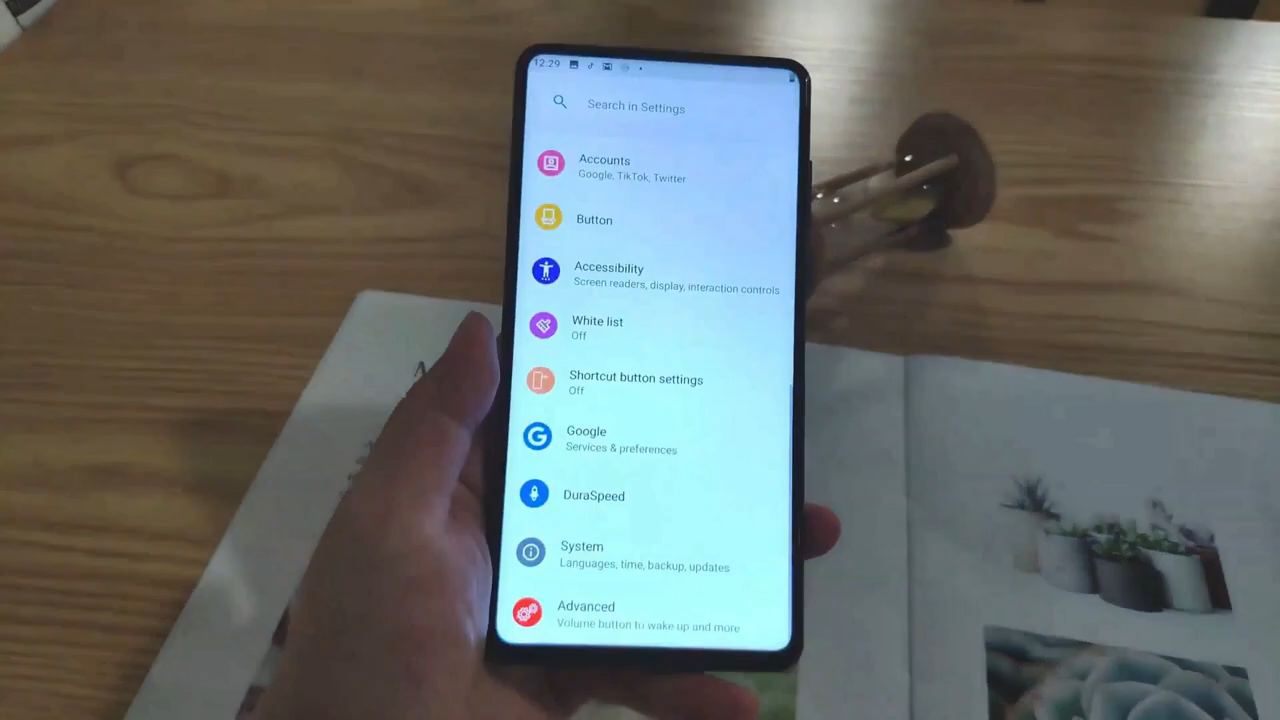 12:29
Search in Settings
Accounts
Google, TikTok, Twitter
Button
Accessibility
Screen readers, display, interaction controls
White list
Off
Shortcut button settings
Off
Google
Services & preferences
DuraSpeed
System
Languages, time, backup, updates
Advanced
Volume button to wake up and more